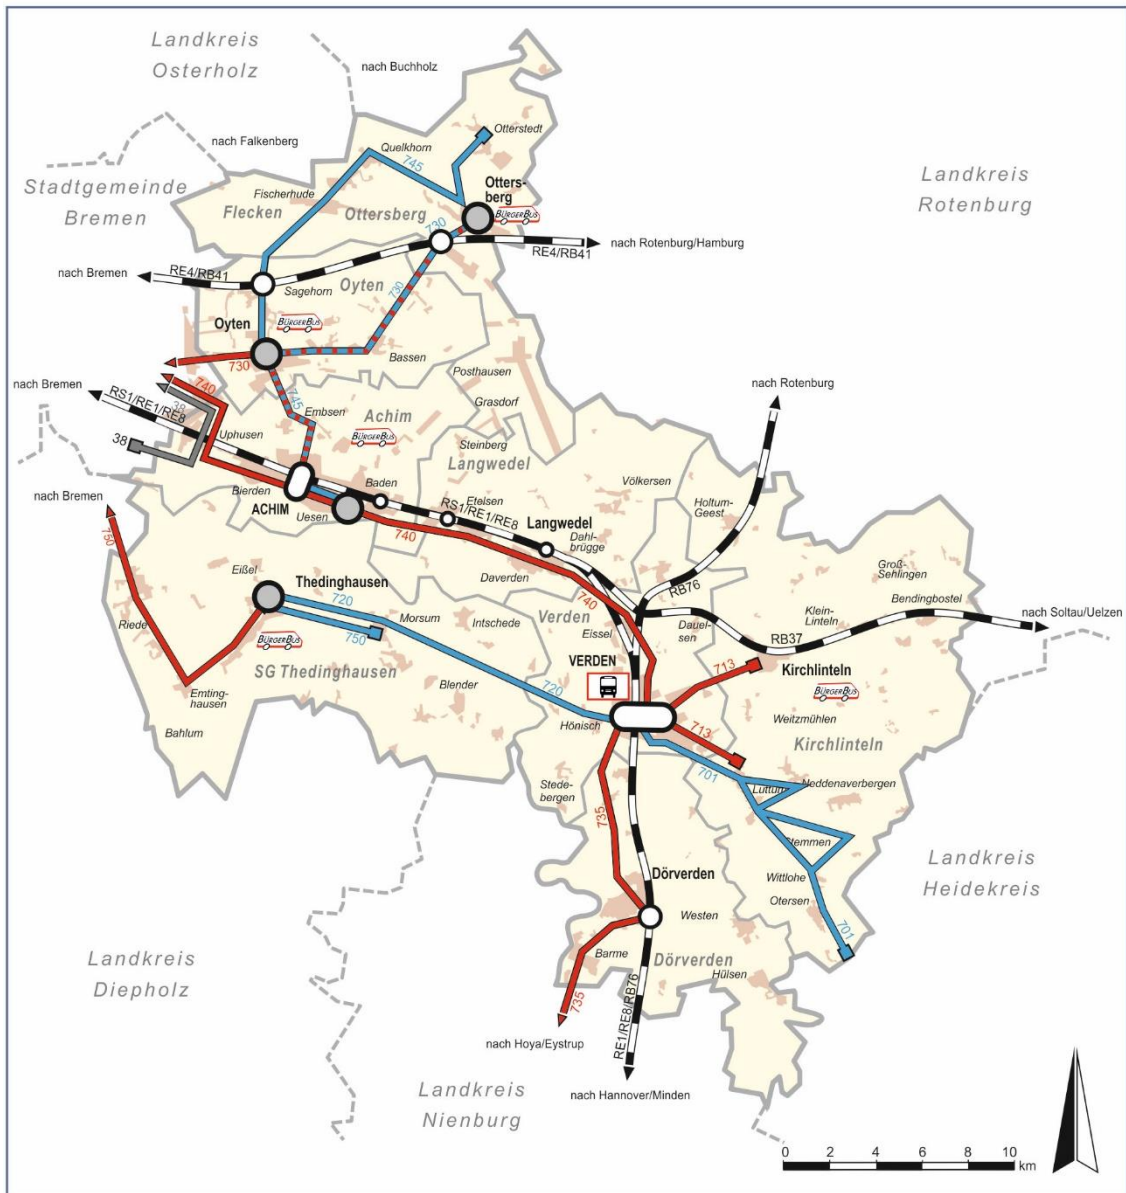 Landkreis
Osterholz
nach Buchholz
nach Falkenberg
Otterstedt
Quelkhorn
745
Stadtgemeinde
Bremen
Landkreis
Rotenburg
Fischerhude
Flecken
Ottersberg
Otters-
berg
BÜRGERBUS
730
nach Rotenburg/Hamburg
RE4/RB41
nach Bremen
RE4/RB41
Sagehorn
Oyten
730
Oyten
BÜRGERBUS
Bassen
730
Posthausen
nach Rotenburg
nach Bremen
740
38
745
Grasdorf
RS1/RE1/RE8
Embsen
Achim
BÜRGERBUS
38
Uphusen
Steinberg
Langwedel
Völkersen
Holtum-
Geest
nach Bremen
Bierden
Baden
Etelsen
RS1/RE1/RE8
ACHIM
Uesen
740
Langwedel
Dahl-
brügge
750
Eißel
Thedinghausen
Daverden
740
RB76
Groß-
Sehlingen
Bendingbostel
Klein-
Linteln
nach Soltau/Uelzen
720
750
Morsum
Intschede
Verden
Eissel
Dauel-
sen
RB37
Riede
BÜRGERBUS
SG Thedinghausen
VERDEN
713
Kirchlinteln
BÜRGERBUS
Emting-
hausen
Blender
720
Hönisch
Weitzmühlen
Bahlum
713
Kirchlinteln
701
Stede-
bergen
Luttum
Neddenaverbergen
735
Stemmen
Landkreis
Heidekreis
Dörverden
Wittlohe
Otersen
Westen
701
Barme
Dörverden
Hülsen
Landkreis
Diepholz
735
RE1/RE8/RB76
nach Hoya/Eystrup
Landkreis
Nienburg
nach Hannover/Minden
0 2 4 6 8 10
km